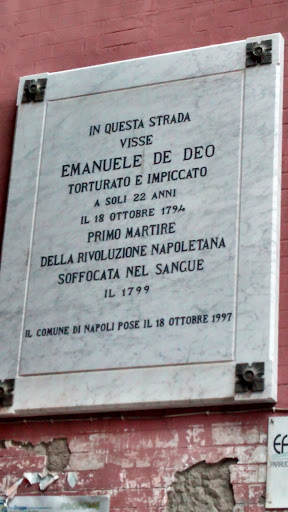 IN QUESTA STRADA
VISSE
EMANUELE DE DEO
TORTURATO E IMPICCATO
A SOLI 22 ANNI
IL 18 OTTOBRE 1794
PRIMO MARTIRE
DELLA RIVOLUZIONE NAPOLETANA
SOFFOCATA NEL SANGUE
IL 1799
IL COMUNE DI NAPOLI POSE IL 18 OTTOBRE 1997